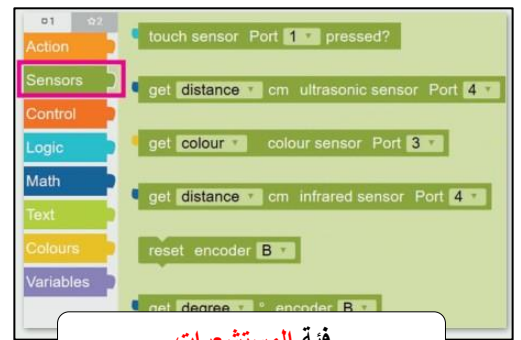 1 2
Action
Sensors
Control
Logic
Math
Text
Colours
Variables
touch sensor Port 1 pressed?
get distance cm ultrasonic sensor Port 4
get colour colour sensor Port 3
get distance cm infrared sensor Port 4
reset encoder B
get degree ° encoder B
فئة المستشعرات